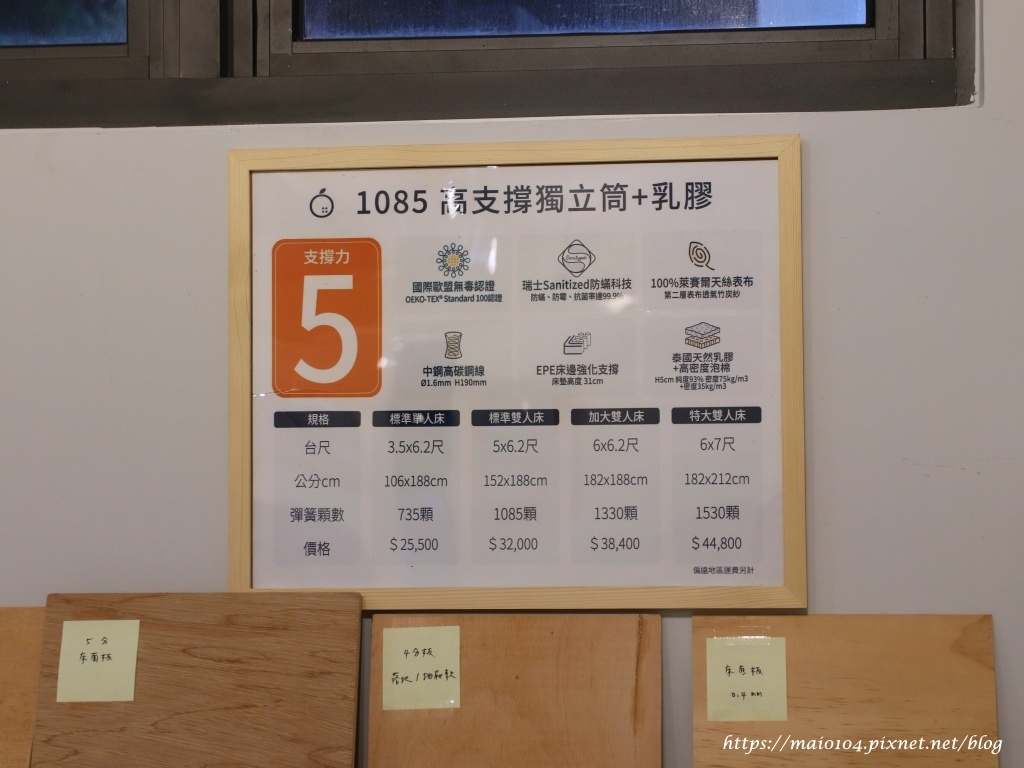 1085 高支撐獨立筒+乳膠
支撐力
5
國際歐盟無毒認證
OEKO-TEX® Standard 100認證
瑞士Sanitized防蟎科技
防蟎、防霉、抗菌率達99.9%
100%萊賽爾天絲表布
第二層表布透氣竹炭紗
中鋼高碳鋼線
Ø1.6mm H190mm
EPE床邊強化支撐
床墊高度 31cm
泰國天然乳膠
+高密度泡棉
H5cm 純度93% 密度75kg/m3
+密度35kg/m3
規格 標準單人床 標準雙人床 加大雙人床 特大雙人床
台尺 3.5x6.2尺 5x6.2尺 6x6.2尺 6x7尺
公分cm 106x188cm 152x188cm 182x188cm 182x212cm
彈簧顆數 735顆 1085顆 1330顆 1530顆
價格 $25,500 $32,000 $38,400 $44,800
偏遠地區運費另計
5分
床面板
4分板
落地/
床底板
0.4mm
https://maio104.pixnet.net/blog